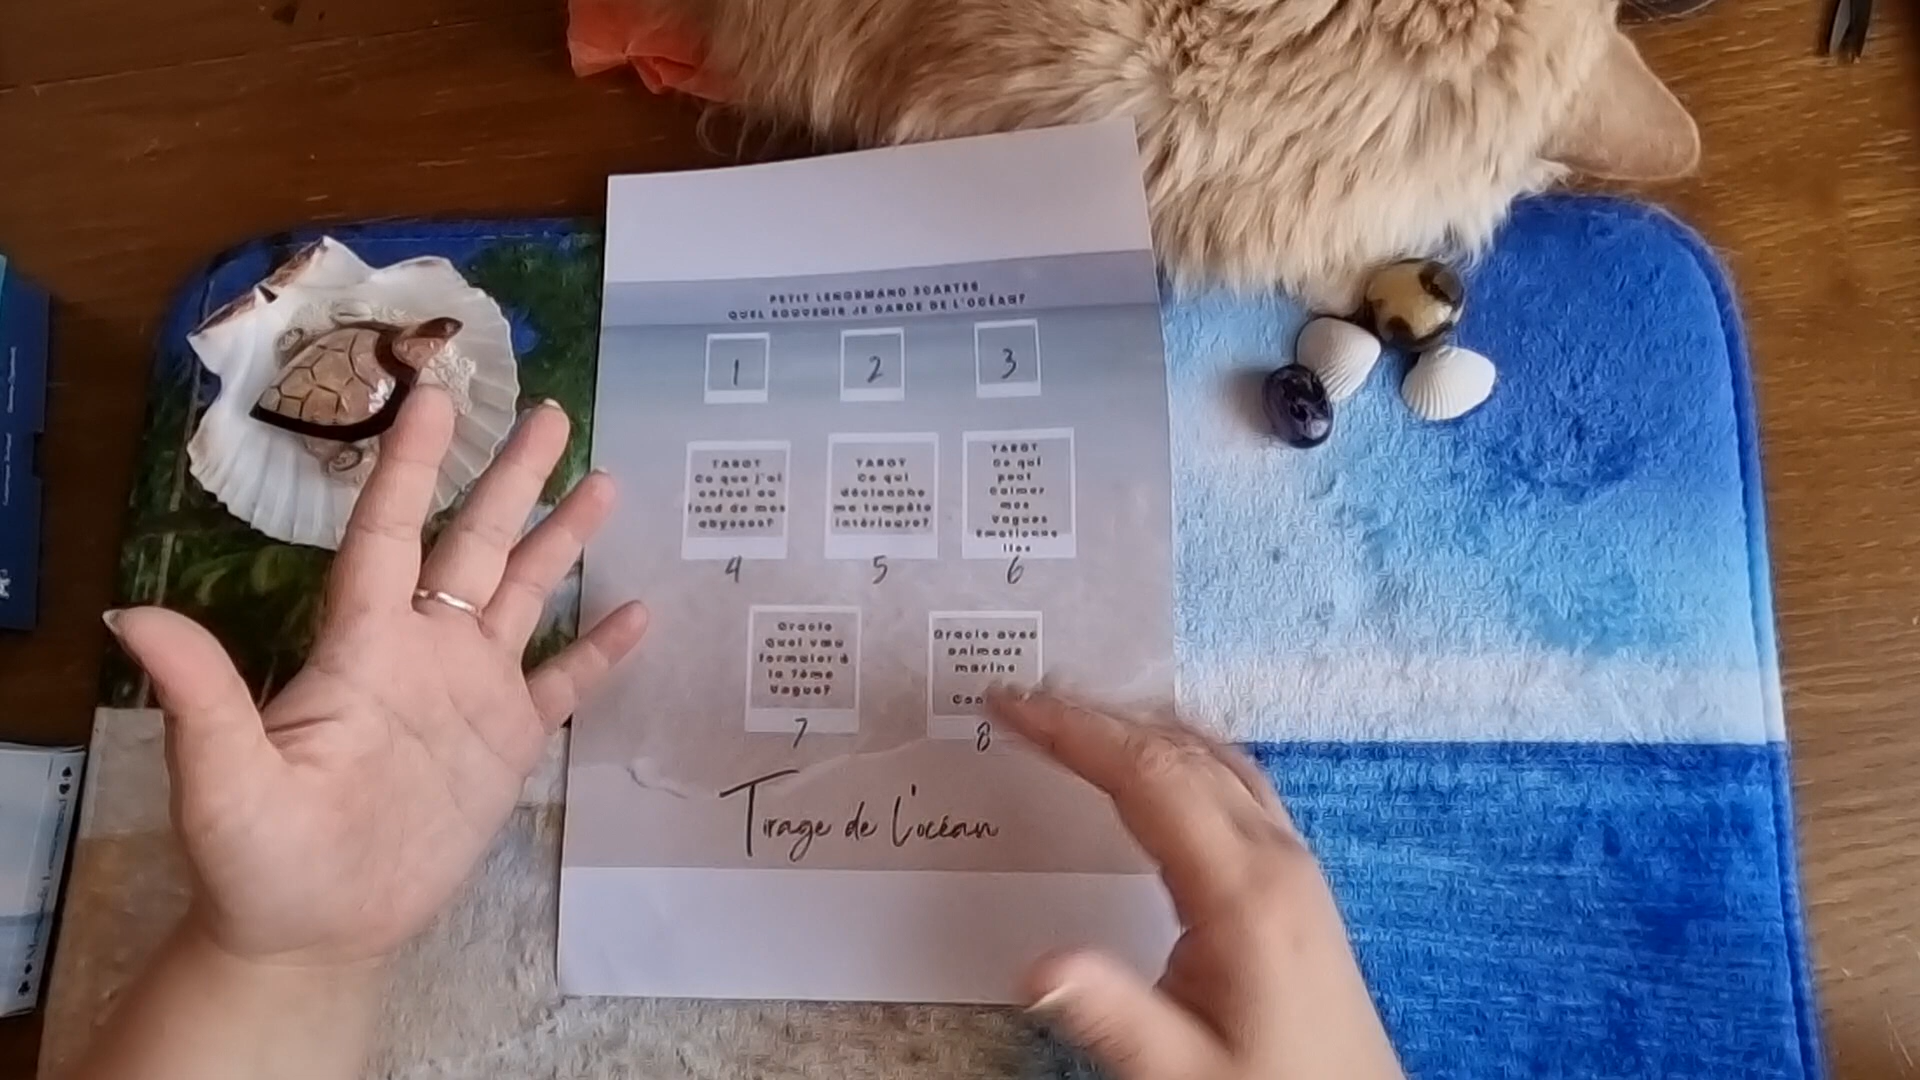 PETIT LENORMAND 3CARTES
QUEL SOUVENIR JE GARDE DE L'OCÉAN?
1
2
3
TAROT
Ce que j'ai
enfoui au
fond de mes
abysses?
4
TAROT
Ce qui
déclenche
ma tempête
intérieure?
5
TAROT
Ce qui
peut
Calmer
mes
Vagues
Emotionne
lles
6
Oracle
Quel vœu
formuler à
la 7ème
Vague?
7
Oracle avec
animaux
marins
8
Tirage de l'océan